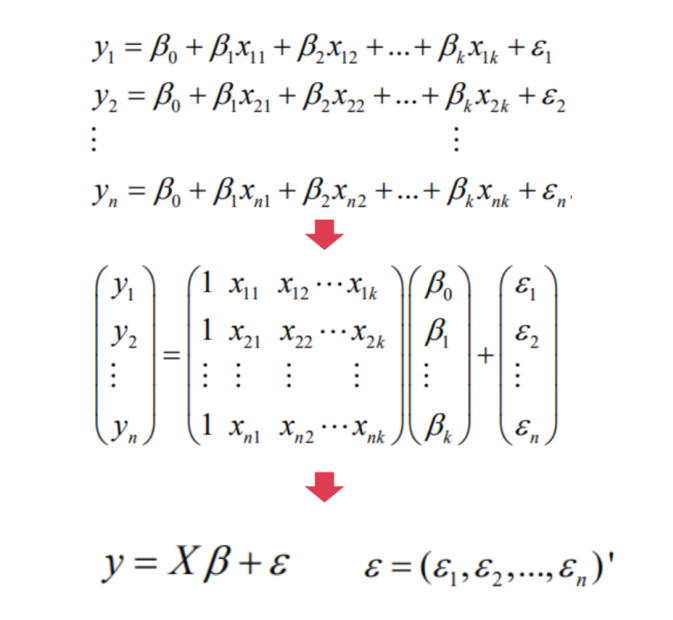 y₁ = β₀ + β₁x₁₁ + β₂x₁₂ + ... + βₖx₁ₖ + ε₁
y₂ = β₀ + β₁x₂₁ + β₂x₂₂ + ... + βₖx₂ₖ + ε₂
⋮ ⋮
yₙ = β₀ + β₁xₙ₁ + β₂xₙ₂ + ... + βₖxₙₖ + εₙ.
( y₁ ) ( 1 x₁₁ x₁₂ ⋯ x₁ₖ ) ( β₀ ) ( ε₁ )
( y₂ ) = ( 1 x₂₁ x₂₂ ⋯ x₂ₖ ) ( β₁ ) + ( ε₂ )
( ⋮ ) ( ⋮ ⋮ ⋮ ⋮ ) ( ⋮ ) ( ⋮ )
( yₙ ) ( 1 xₙ₁ xₙ₂ ⋯ xₙₖ ) ( βₖ ) ( εₙ )
y = Xβ + ε ε = (ε₁, ε₂, ..., εₙ)'